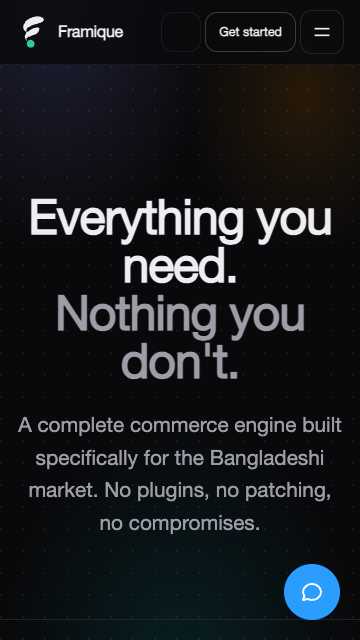 Framique
Get started
Everything you
need.
Nothing you
don't.
A complete commerce engine built
specifically for the Bangladeshi
market. No plugins, no patching,
no compromises.